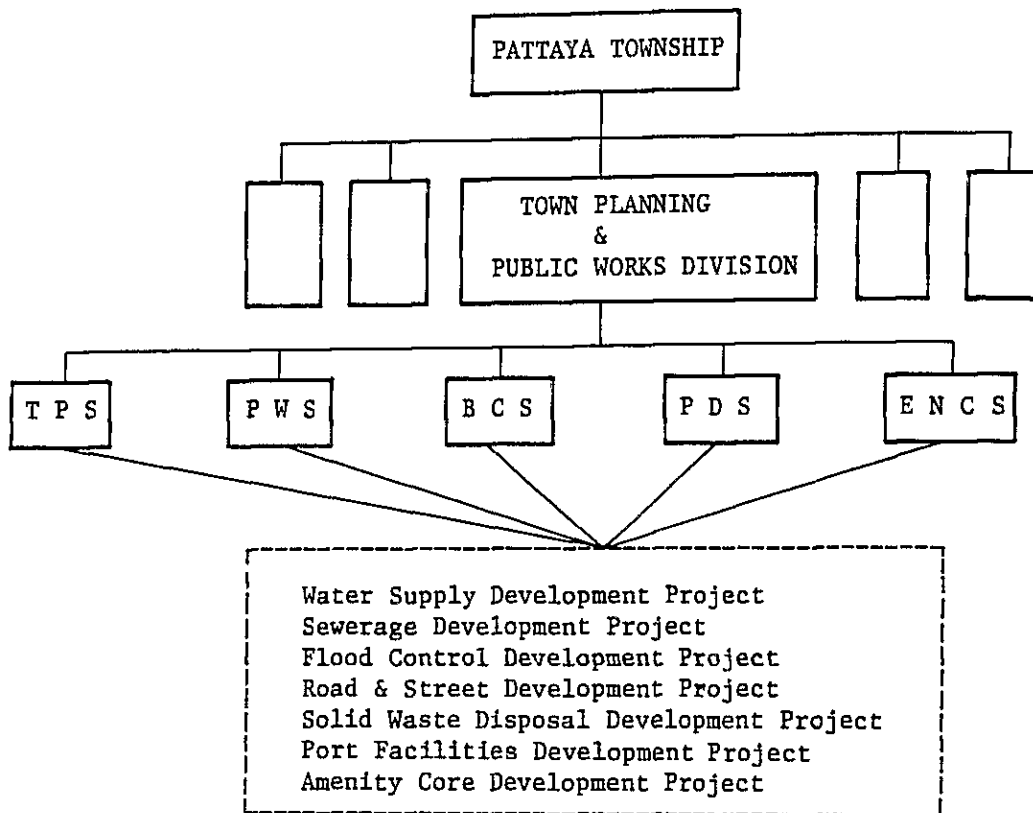 PATTAYA TOWNSHIP
TOWN PLANNING
&
PUBLIC WORKS DIVISION
T P S
P W S
B C S
P D S
E N C S
Water Supply Development Project
Sewerage Development Project
Flood Control Development Project
Road & Street Development Project
Solid Waste Disposal Development Project
Port Facilities Development Project
Amenity Core Development Project